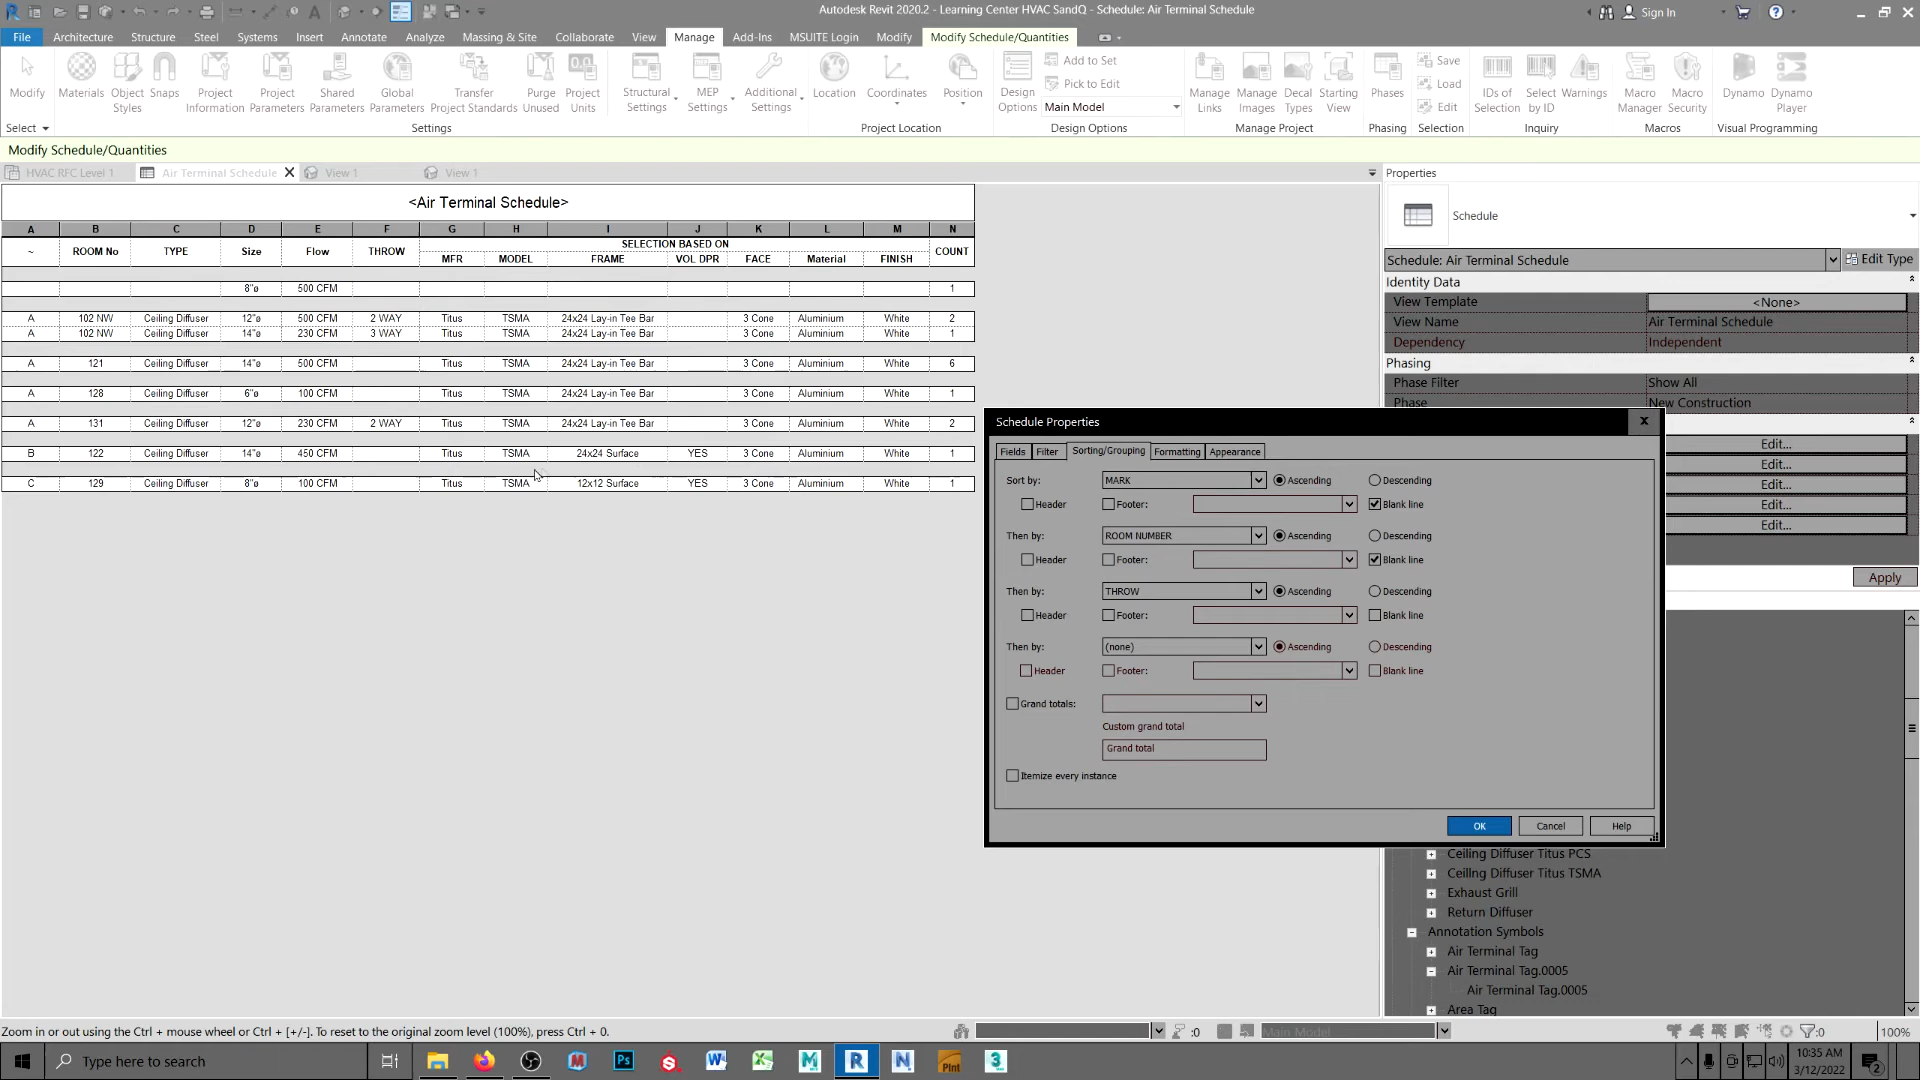 Autodesk Revit 2020.2 - Learning Center HVAC SandQ - Schedule: Air Terminal Schedule
Sign In
File Architecture Structure Steel Systems Insert Annotate Analyze Massing & Site Collaborate View Manage Add-Ins MSUITE Login Modify Modify Schedule/Quantities
Modify Materials Object Styles Snaps Project Information Project Parameters Shared Parameters Global Parameters Transfer Project Standards Purge Unused Project Units Structural Settings MEP Settings Additional Settings Location Coordinates Position Design Options Add to Set Pick to Edit Main Model Manage Links Manage Images Decal Types Starting View Phases Save Load Edit IDs of Selection Select by ID Warnings Macro Manager Macro Security Dynamo Dynamo Player
Select Settings Project Location Design Options Manage Project Phasing Selection Inquiry Macros Visual Programming
Modify Schedule/Quantities
HVAC RFC Level 1 Air Terminal Schedule View 1 View 1
<Air Terminal Schedule>
A B C D E F G H I J K L M N
~ ROOM No TYPE Size Flow THROW SELECTION BASED ON COUNT
MFR MODEL FRAME VOL DPR FACE Material FINISH
8"ø 500 CFM 1
A 102 NW Ceiling Diffuser 12"ø 500 CFM 2 WAY Titus TSMA 24x24 Lay-in Tee Bar 3 Cone Aluminium White 2
A 102 NW Ceiling Diffuser 14"ø 230 CFM 3 WAY Titus TSMA 24x24 Lay-in Tee Bar 3 Cone Aluminium White 1
A 121 Ceiling Diffuser 14"ø 500 CFM Titus TSMA 24x24 Lay-in Tee Bar 3 Cone Aluminium White 6
A 128 Ceiling Diffuser 6"ø 100 CFM Titus TSMA 24x24 Lay-in Tee Bar 3 Cone Aluminium White 1
A 131 Ceiling Diffuser 12"ø 230 CFM 2 WAY Titus TSMA 24x24 Lay-in Tee Bar 3 Cone Aluminium White 2
B 122 Ceiling Diffuser 14"ø 450 CFM Titus TSMA 24x24 Surface YES 3 Cone Aluminium White 1
C 129 Ceiling Diffuser 8"ø 100 CFM Titus TSMA 12x12 Surface YES 3 Cone Aluminium White 1
Properties
Schedule
Schedule: Air Terminal Schedule Edit Type
Identity Data
View Template <None>
View Name Air Terminal Schedule
Dependency Independent
Phasing
Phase Filter Show All
Phase New Construction
Edit...
Edit...
Edit...
Edit...
Edit...
Apply
Schedule Properties
Fields Filter Sorting/Grouping Formatting Appearance
Sort by: MARK Ascending Descending
Header Footer: Blank line
Then by: ROOM NUMBER Ascending Descending
Header Footer: Blank line
Then by: THROW Ascending Descending
Header Footer: Blank line
Then by: (none) Ascending Descending
Header Footer: Blank line
Grand totals:
Custom grand total
Grand total
Itemize every instance
OK Cancel Help
Ceiling Diffuser Titus PCS
Ceiling Diffuser Titus TSMA
Exhaust Grill
Return Diffuser
Annotation Symbols
Air Terminal Tag
Air Terminal Tag.0005
Air Terminal Tag.0005
Area Tag
Zoom in or out using the Ctrl + mouse wheel or Ctrl + [+/-]. To reset to the original zoom level (100%), press Ctrl + 0.
:0 Main Model :0 100%
Type here to search
10:35 AM
3/12/2022